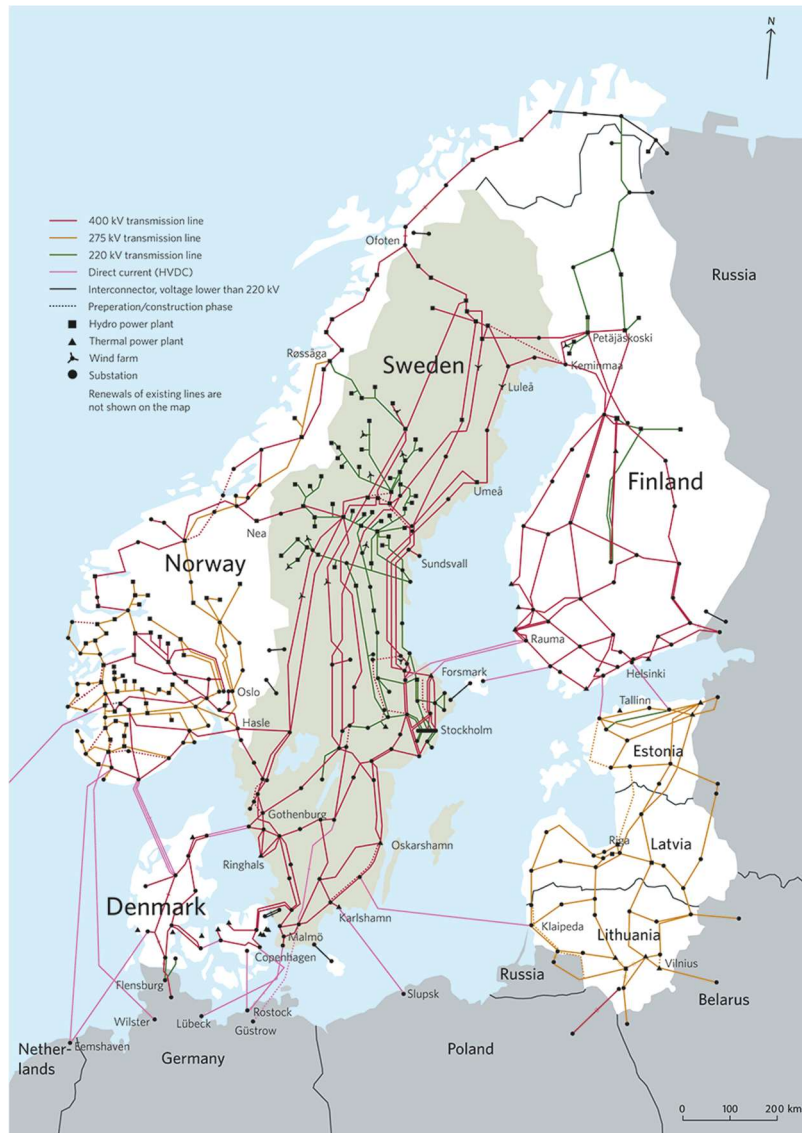 N
400 kV transmission line
275 kV transmission line
220 kV transmission line
Direct current (HVDC)
Interconnector, voltage lower than 220 kV
Preperation/construction phase
Hydro power plant
Thermal power plant
Wind farm
Substation
Renewals of existing lines are
not shown on the map
Ofoten
Russia
Røssåga
Sweden
Petäjäskoski
Keminmaa
Luleå
Finland
Umeå
Nea
Norway
Sundsvall
Rauma
Forsmark
Helsinki
Oslo
Tallinn
Hasle
Stockholm
Estonia
Gothenburg
Oskarshamn
Riga
Latvia
Ringhals
Denmark
Karlshamn
Klaipeda
Malmö
Lithuania
Copenhagen
Vilnius
Russia
Flensburg
Slupsk
Belarus
Rostock
Wilster
Lübeck
Güstrow
Nether-
lands
Eemshaven
Germany
Poland
0 100 200 km